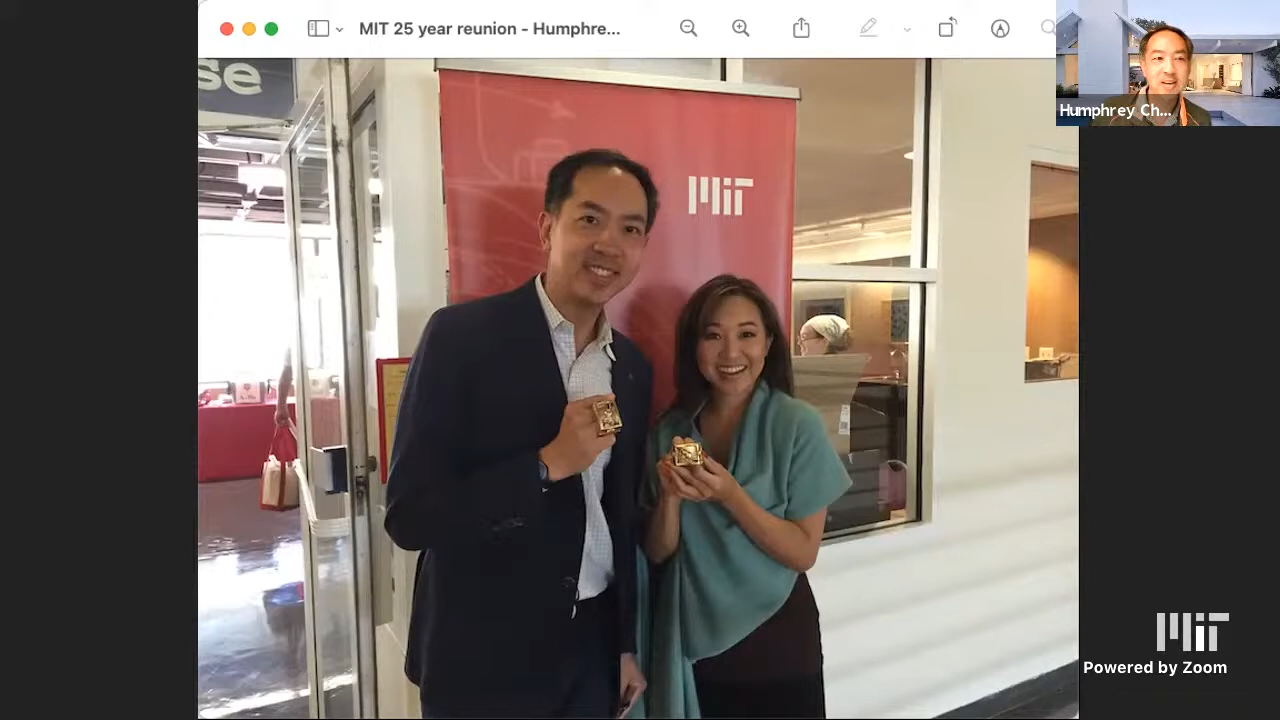 MIT 25 year reunion - Humphre...
se
MIT
Humphrey Ch...
MIT
Powered by Zoom